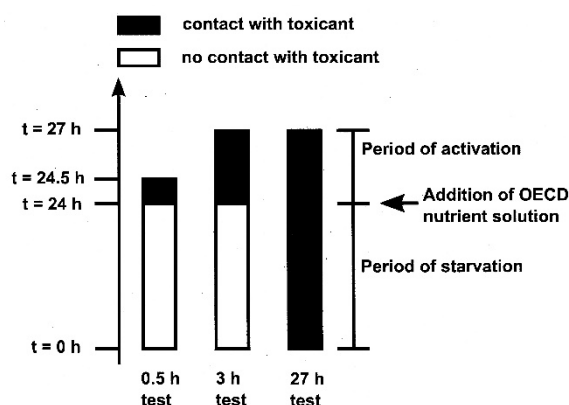 contact with toxicant
no contact with toxicant
t = 27 h
t = 24.5 h
t = 24 h
t = 0 h
Period of activation
Addition of OECD
nutrient solution
Period of starvation
0.5 h
test
3 h
test
27 h
test